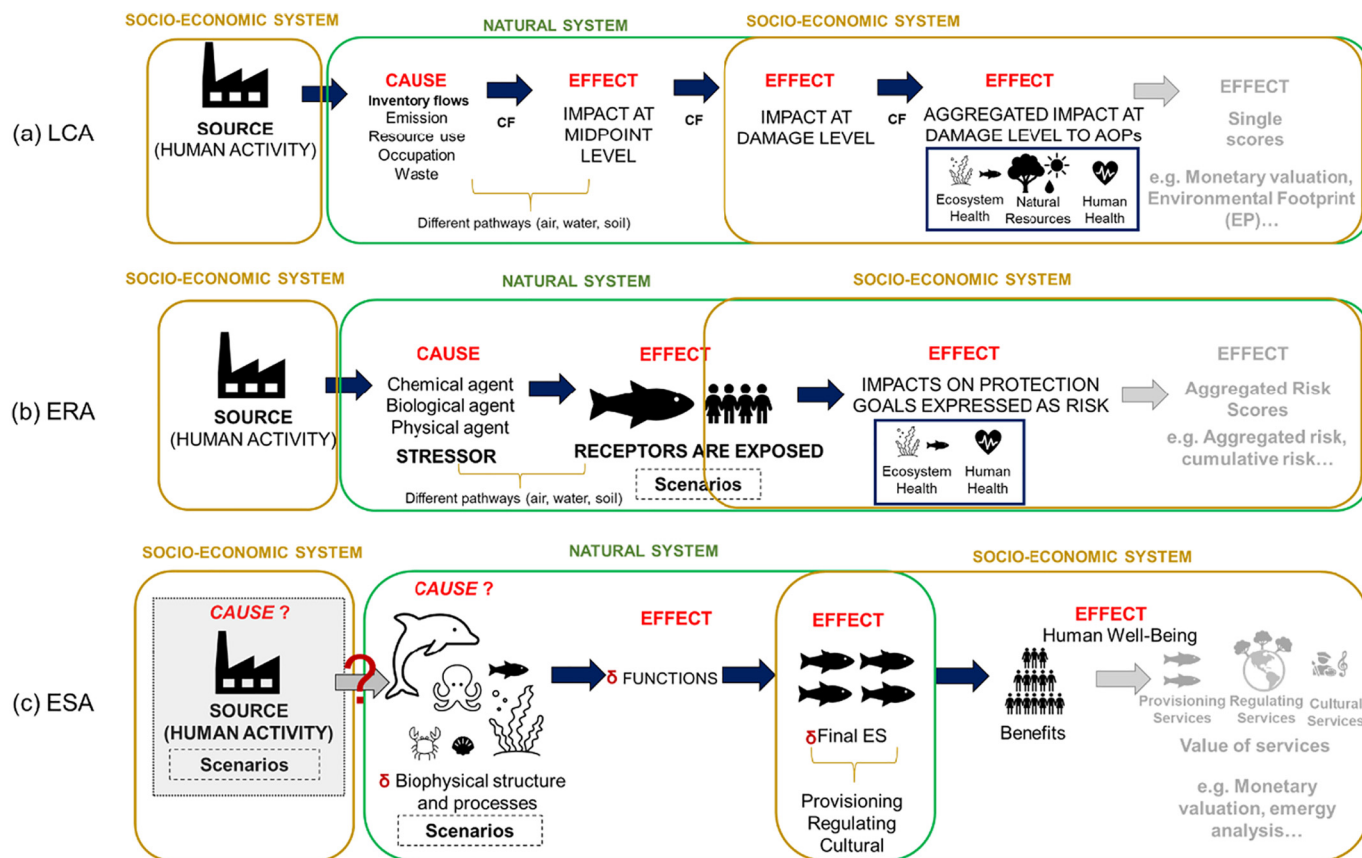 SOCIO-ECONOMIC SYSTEM
NATURAL SYSTEM
SOCIO-ECONOMIC SYSTEM
(a) LCA
SOURCE
(HUMAN ACTIVITY)
CAUSE
Inventory flows
Emission
Resource use
Occupation
Waste
CF
EFFECT
IMPACT AT
MIDPOINT
LEVEL
Different pathways (air, water, soil)
CF
EFFECT
IMPACT AT
DAMAGE LEVEL
CF
EFFECT
AGGREGATED IMPACT AT
DAMAGE LEVEL TO AOPs
Ecosystem
Health
Natural
Resources
Human
Health
EFFECT
Single
scores
e.g. Monetary valuation,
Environmental Footprint
(EP)…
SOCIO-ECONOMIC SYSTEM
NATURAL SYSTEM
SOCIO-ECONOMIC SYSTEM
(b) ERA
SOURCE
(HUMAN ACTIVITY)
CAUSE
Chemical agent
Biological agent
Physical agent
STRESSOR
EFFECT
RECEPTORS ARE EXPOSED
Scenarios
Different pathways (air, water, soil)
EFFECT
IMPACTS ON PROTECTION
GOALS EXPRESSED AS RISK
Ecosystem
Health
Human
Health
EFFECT
Aggregated Risk
Scores
e.g. Aggregated risk,
cumulative risk…
SOCIO-ECONOMIC SYSTEM
NATURAL SYSTEM
SOCIO-ECONOMIC SYSTEM
(c) ESA
CAUSE ?
SOURCE
(HUMAN ACTIVITY)
Scenarios
?
CAUSE ?
δ Biophysical structure
and processes
Scenarios
EFFECT
δ FUNCTIONS
EFFECT
δFinal ES
Provisioning
Regulating
Cultural
EFFECT
Human Well-Being
Benefits
Provisioning
Services
Regulating
Services
Cultural
Services
Value of services
e.g. Monetary
valuation, emergy
analysis…